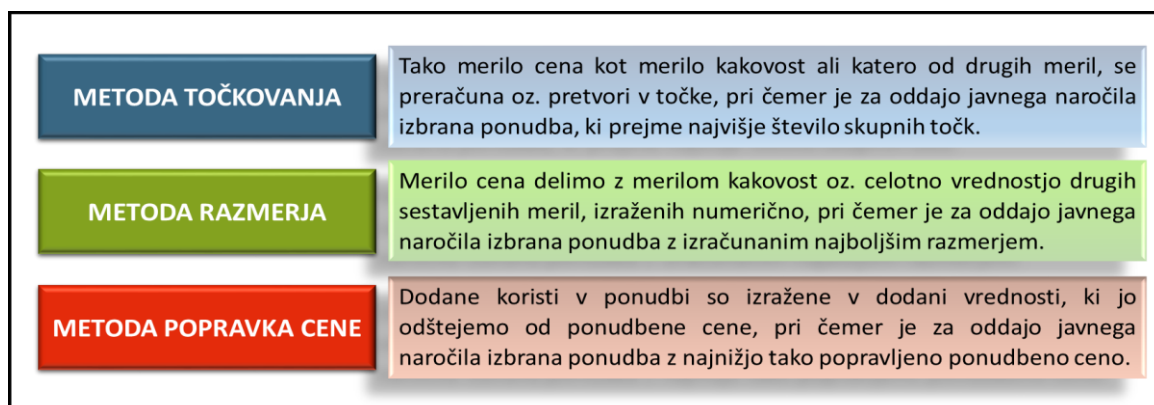 METODA TOČKOVANJA
Tako merilo cena kot merilo kakovost ali katero od drugih meril, se
preračuna oz. pretvori v točke, pri čemer je za oddajo javnega naročila
izbrana ponudba, ki prejme najvišje število skupnih točk.
METODA RAZMERJA
Merilo cena delimo z merilom kakovost oz. celotno vrednostjo drugih
sestavljenih meril, izraženih numerično, pri čemer je za oddajo javnega
naročila izbrana ponudba z izračunanim najboljšim razmerjem.
METODA POPRAVKA CENE
Dodane koristi v ponudbi so izražene v dodani vrednosti, ki jo
odštejemo od ponudbene cene, pri čemer je za oddajo javnega
naročila izbrana ponudba z najnižjo tako popravljeno ponudbeno ceno.